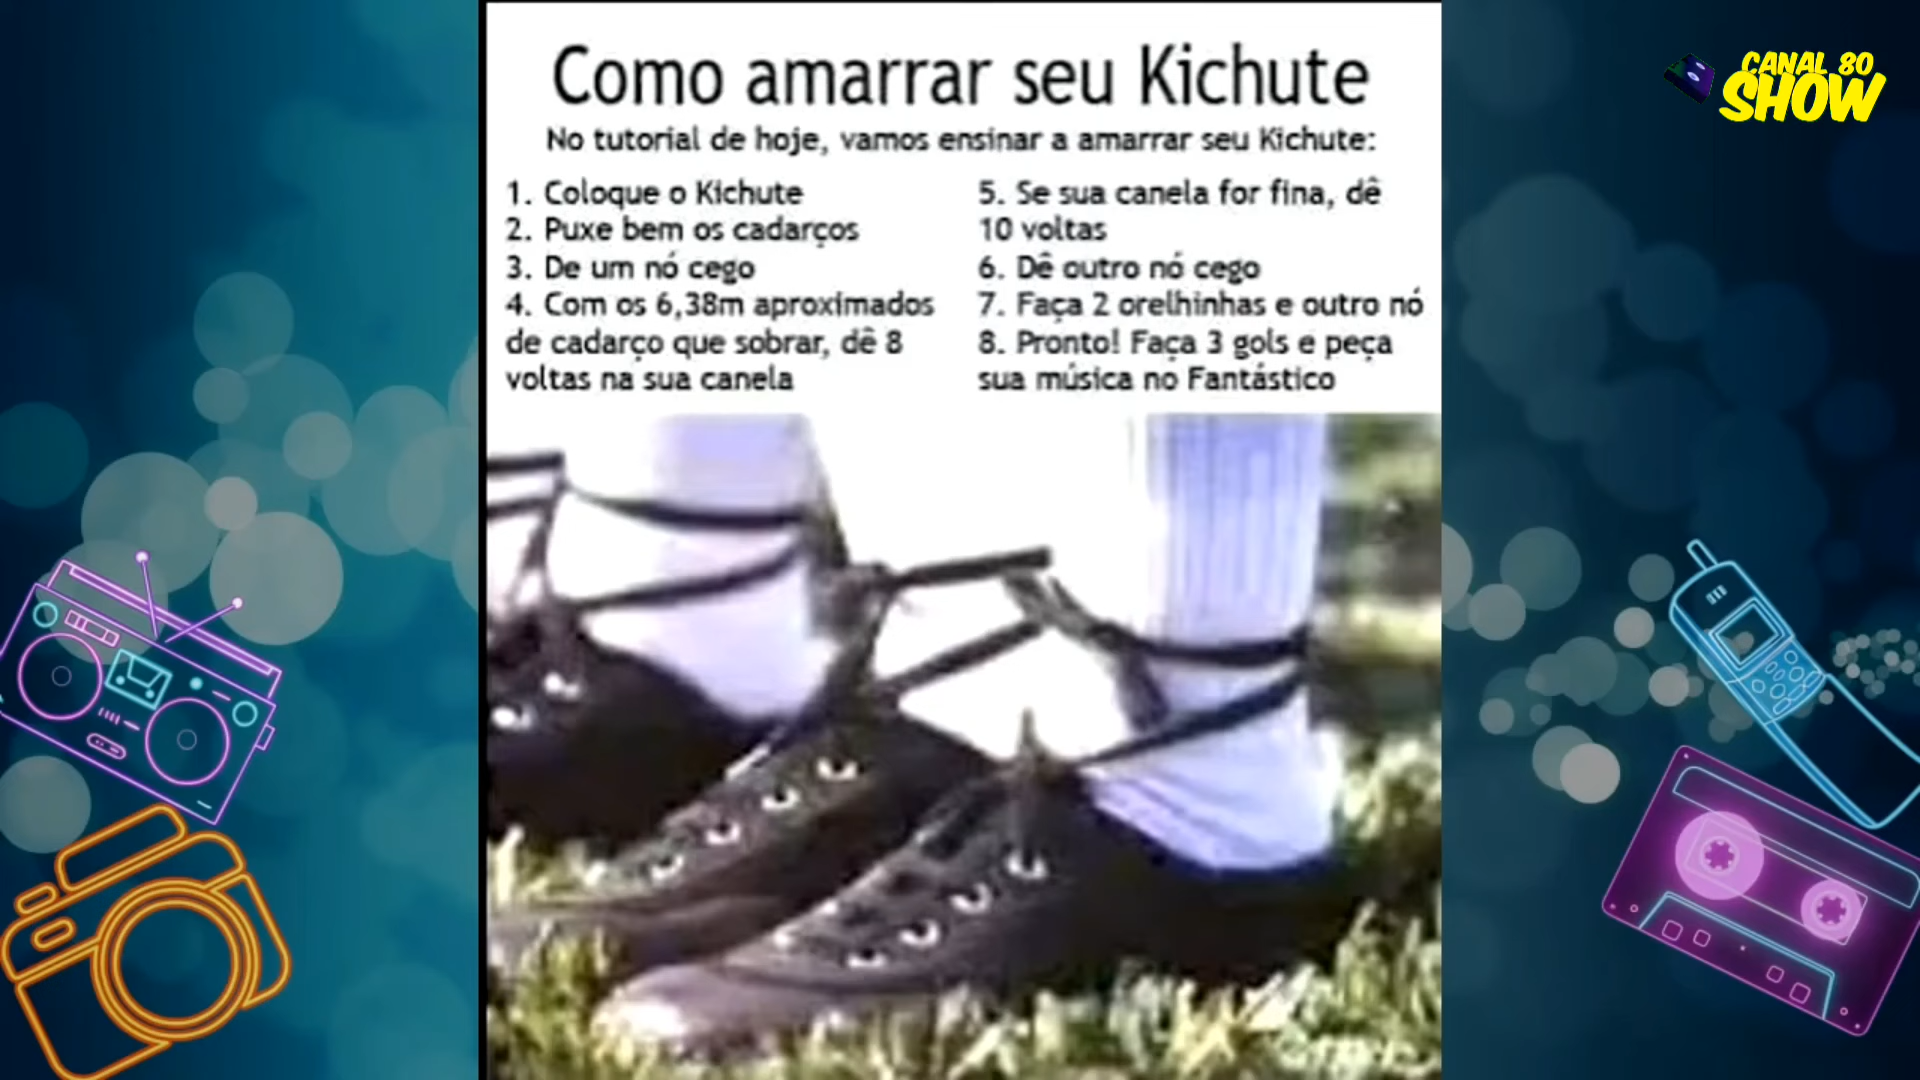 Como amarrar seu Kichute
No tutorial de hoje, vamos ensinar a amarrar seu Kichute:
1. Coloque o Kichute
2. Puxe bem os cadarços
3. De um nó cego
4. Com os 6,38m aproximados
de cadarço que sobrar, dê 8
voltas na sua canela
5. Se sua canela for fina, dê
10 voltas
6. Dê outro nó cego
7. Faça 2 orelhinhas e outro nó
8. Pronto! Faça 3 gols e peça
sua música no Fantástico
CANAL 80
SHOW